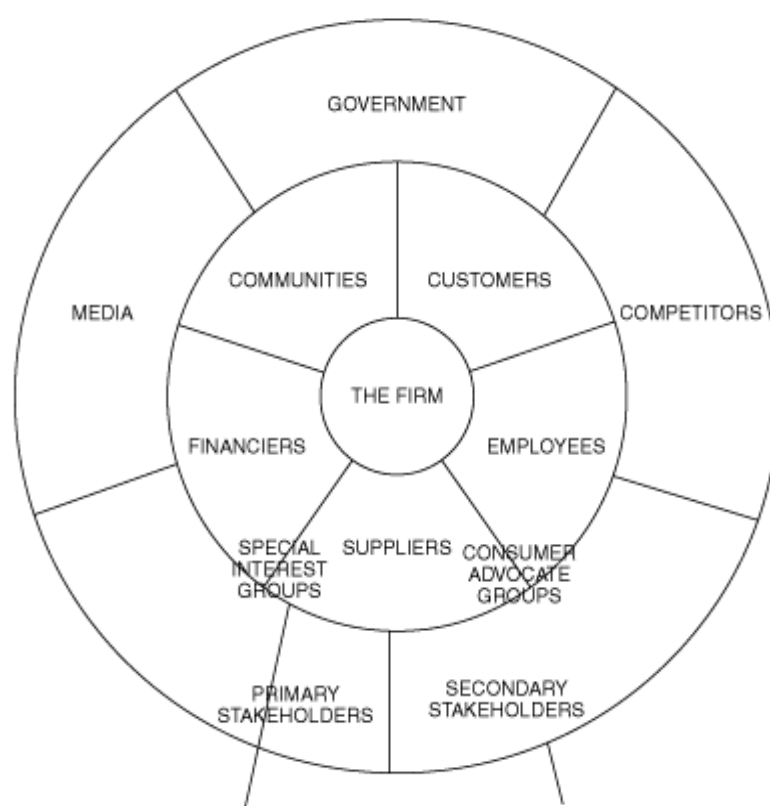 GOVERNMENT
COMMUNITIES
CUSTOMERS
MEDIA
COMPETITORS
THE FIRM
FINANCIERS
EMPLOYEES
SPECIAL
INTEREST
GROUPS
SUPPLIERS
CONSUMER
ADVOCATE
GROUPS
PRIMARY
STAKEHOLDERS
SECONDARY
STAKEHOLDERS